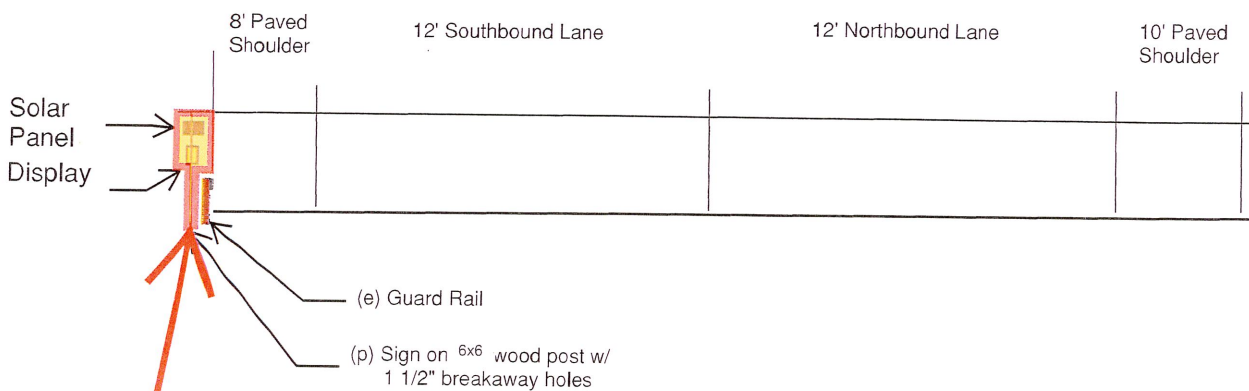 8' Paved
Shoulder
12' Southbound Lane
12' Northbound Lane
10' Paved
Shoulder
Solar
Panel
Display
(e) Guard Rail
(p) Sign on 6x6 wood post w/
1 1/2" breakaway holes